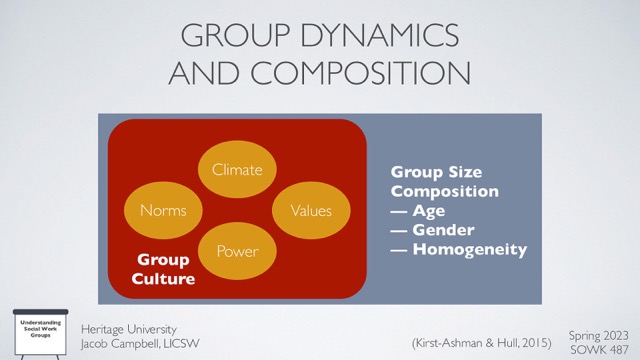 GROUP DYNAMICS
AND COMPOSITION
Climate
Norms
Values
Power
Group
Culture
Group Size
Composition
— Age
— Gender
— Homogeneity
Understanding
Social Work
Groups
Heritage University
Jacob Campbell, LICSW
(Kirst-Ashman & Hull, 2015)
Spring 2023
SOWK 487